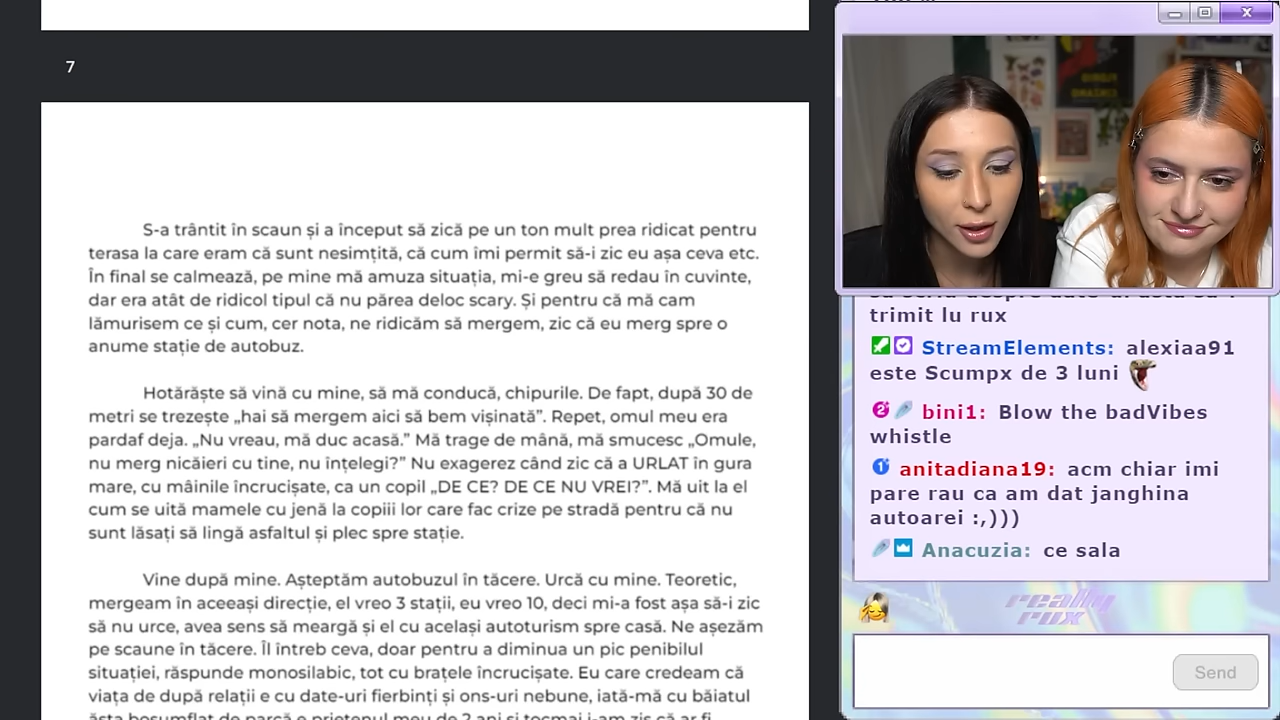 7
S-a trântit în scaun și a început să zică pe un ton mult prea ridicat pentru
terasa la care eram că sunt nesimțită, că cum îmi permit să-i zic eu așa ceva etc.
În final se calmează, pe mine mă amuza situația, mi-e greu să redau în cuvinte,
dar era atât de ridicol tipul că nu părea deloc scary. Și pentru că mă cam
lămurisem ce și cum, cer nota, ne ridicăm să mergem, zic că eu merg spre o
anume stație de autobuz.
Hotărăște să vină cu mine, să mă conducă, chipurile. De fapt, după 30 de
metri se trezește „hai să mergem aici să bem vișinată”. Repet, omul meu era
pardaf deja. „Nu vreau, mă duc acasă.” Mă trage de mână, mă smucesc „Omule,
nu merg nicăieri cu tine, nu înțelegi?” Nu exagerez când zic că a URLAT în gura
mare, cu mâinile încrucișate, ca un copil „DE CE? DE CE NU VREI?”. Mă uit la el
cum se uită mamele cu jenă la copiii lor care fac crize pe stradă pentru că nu
sunt lăsați să lingă asfaltul și plec spre stație.
Vine după mine. Așteptăm autobuzul în tăcere. Urcă cu mine. Teoretic,
mergeam în aceeași direcție, el vreo 3 stații, eu vreo 10, deci mi-a fost așa să-i zic
să nu urce, avea sens să meargă și el cu același autoturism spre casă. Ne așezăm
pe scaune în tăcere. Îl întreb ceva, doar pentru a diminua un pic penibilul
situației, răspunde monosilabic, tot cu brațele încrucișate. Eu care credeam că
viața de după relații e cu date-uri fierbinți și ons-uri nebune, iată-mă cu băiatul
ăsta bosumflat de parcă e prietenul meu de 2 ani și tocmai i-am zis că ar fi
trimit lu rux
StreamElements: alexiaa91
este Scumpx de 3 luni
bini1: Blow the badVibes
whistle
anitadiana19: acm chiar imi
pare rau ca am dat janghina
autoarei :,)))
Anacuzia: ce sala
really
rux
Send